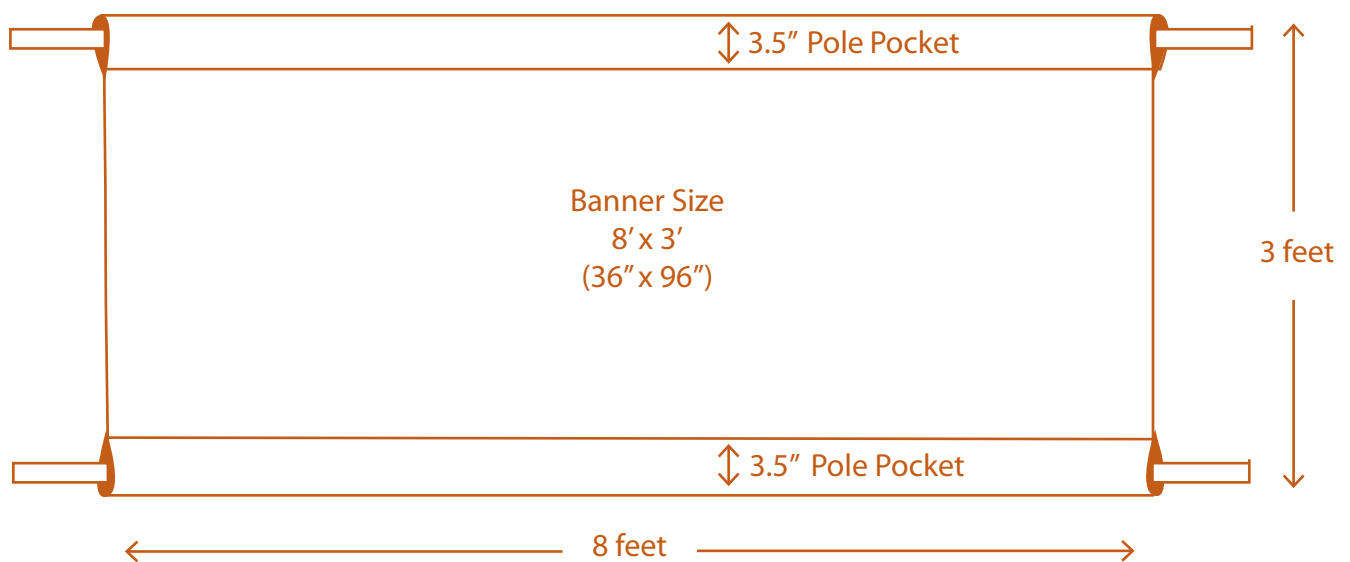 3.5” Pole Pocket
Banner Size
8’ x 3’
(36” x 96”)
3 feet
3.5” Pole Pocket
8 feet